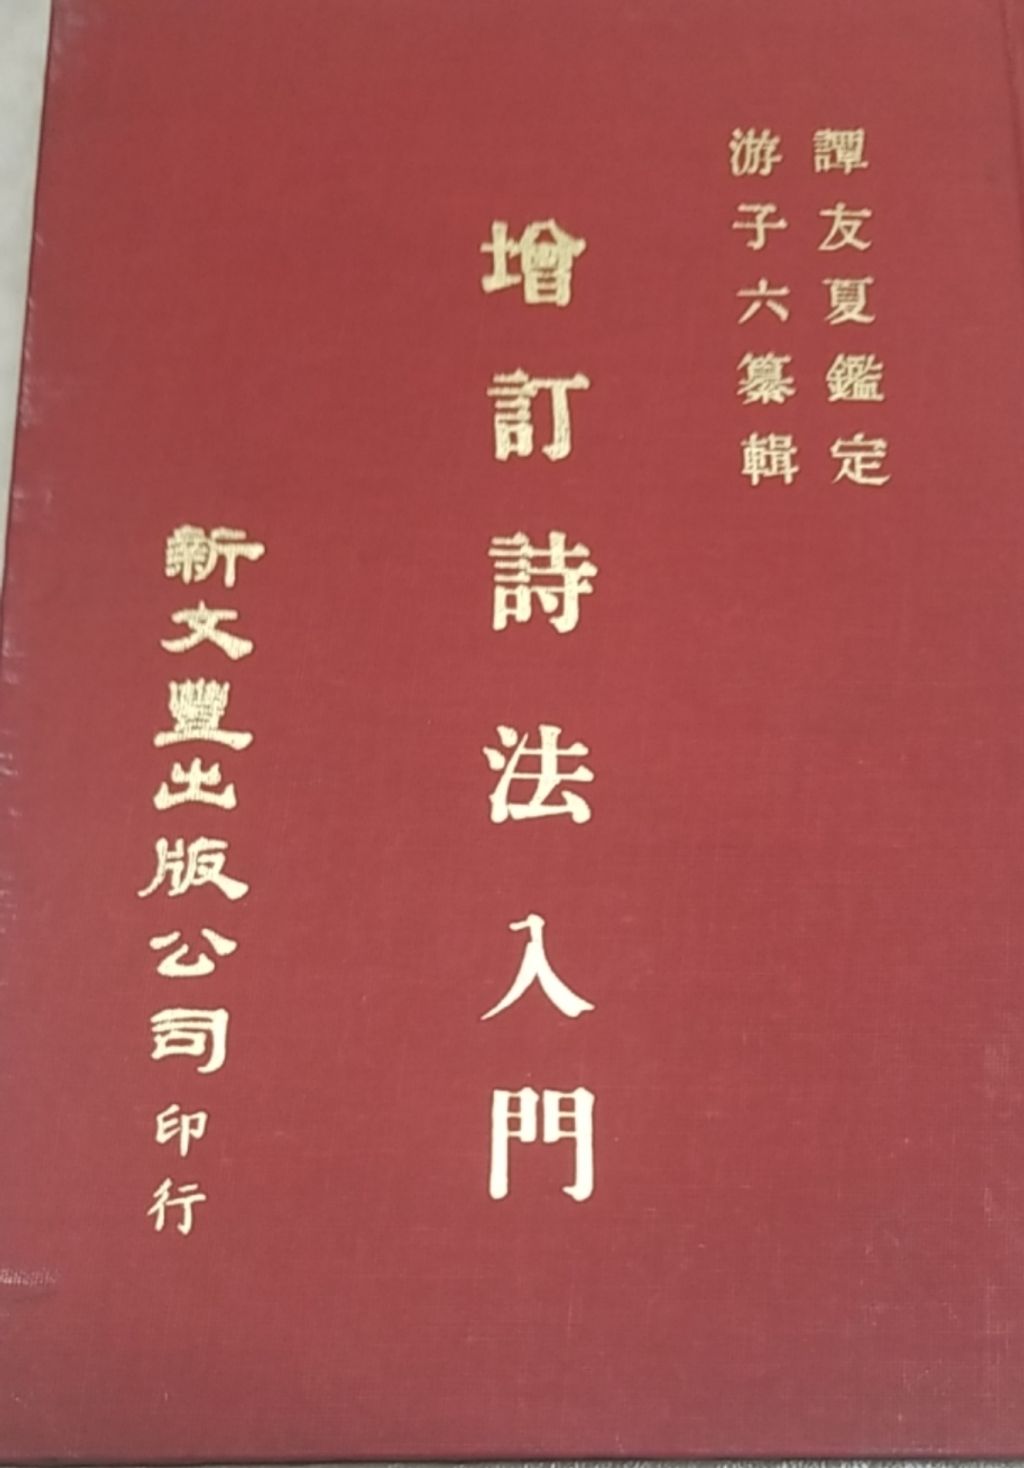 譚友夏鑑定
游子六纂輯
增訂詩法入門
新文豐出版公司印行